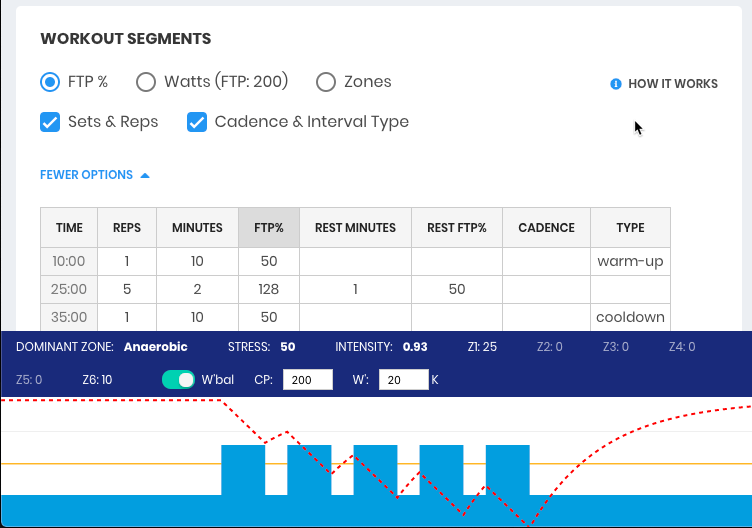 WORKOUT SEGMENTS
FTP % Watts (FTP: 200) Zones
HOW IT WORKS
Sets & Reps Cadence & Interval Type
FEWER OPTIONS
TIME REPS MINUTES FTP% REST MINUTES REST FTP% CADENCE TYPE
10:00 1 10 50 warm-up
25:00 5 2 128 1 50
35:00 1 10 50 cooldown
DOMINANT ZONE: Anaerobic STRESS: 50 INTENSITY: 0.93 Z1: 25 Z2: 0 Z3: 0 Z4: 0
Z5: 0 Z6: 10 W'bal CP: 200 W': 20 K